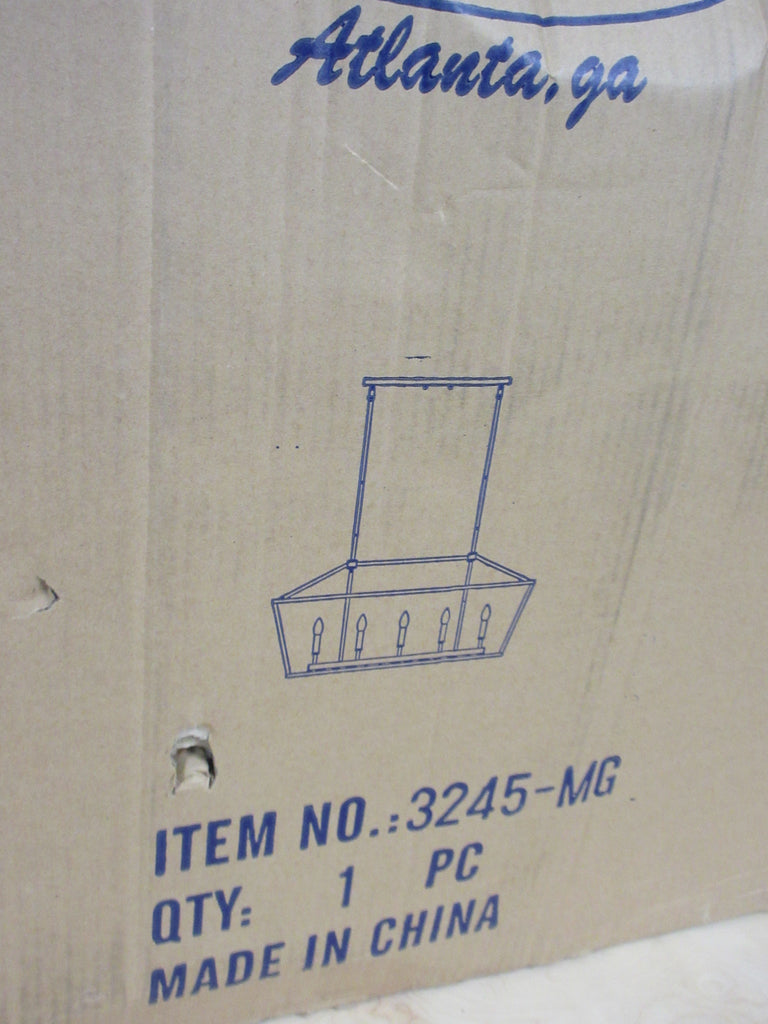 Atlanta, ga
ITEM NO.:3245-MG
QTY: 1 PC
MADE IN CHINA